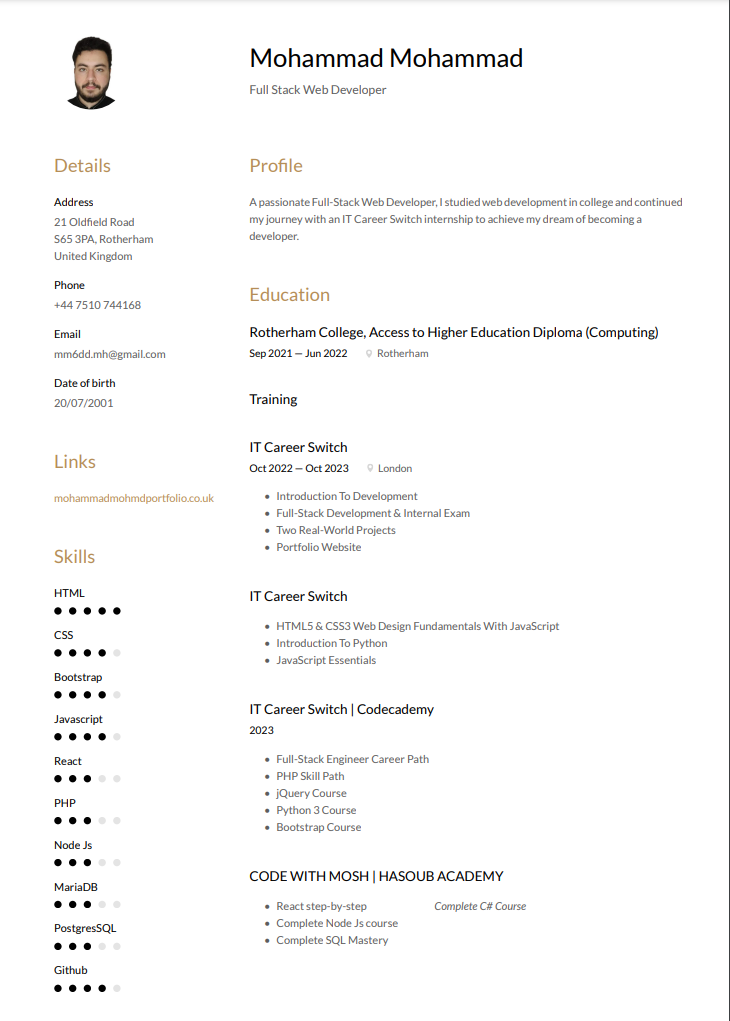 Mohammad Mohammad
Full Stack Web Developer
Details
Address
21 Oldfield Road
S65 3PA, Rotherham
United Kingdom
Phone
+44 7510 744168
Email
mm6dd.mh@gmail.com
Date of birth
20/07/2001
Links
mohammadmohmdportfolio.co.uk
Skills
HTML
CSS
Bootstrap
Javascript
React
PHP
Node Js
MariaDB
PostgresSQL
Github
Profile
A passionate Full-Stack Web Developer, I studied web development in college and continued
my journey with an IT Career Switch internship to achieve my dream of becoming a
developer.
Education
Rotherham College, Access to Higher Education Diploma (Computing)
Sep 2021 — Jun 2022 Rotherham
Training
IT Career Switch
Oct 2022 — Oct 2023 London
• Introduction To Development
• Full-Stack Development & Internal Exam
• Two Real-World Projects
• Portfolio Website
IT Career Switch
• HTML5 & CSS3 Web Design Fundamentals With JavaScript
• Introduction To Python
• JavaScript Essentials
IT Career Switch | Codecademy
2023
• Full-Stack Engineer Career Path
• PHP Skill Path
• jQuery Course
• Python 3 Course
• Bootstrap Course
CODE WITH MOSH | HASOUB ACADEMY
• React step-by-step Complete C# Course
• Complete Node Js course
• Complete SQL Mastery